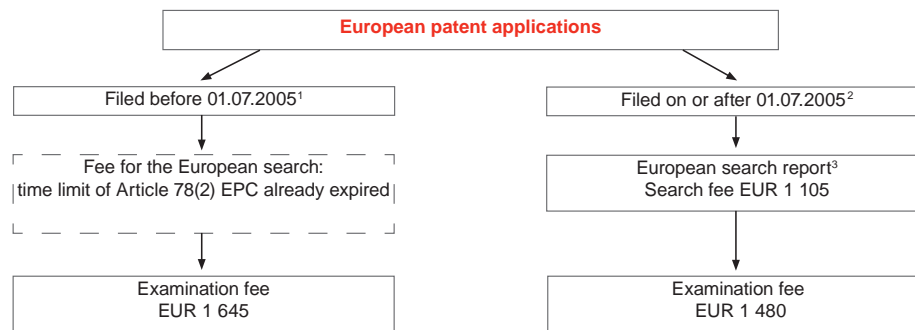 European patent applications
Filed before 01.07.2005¹
Filed on or after 01.07.2005²
Fee for the European search:
time limit of Article 78(2) EPC already expired
European search report³
Search fee EUR 1 105
Examination fee
EUR 1 645
Examination fee
EUR 1 480